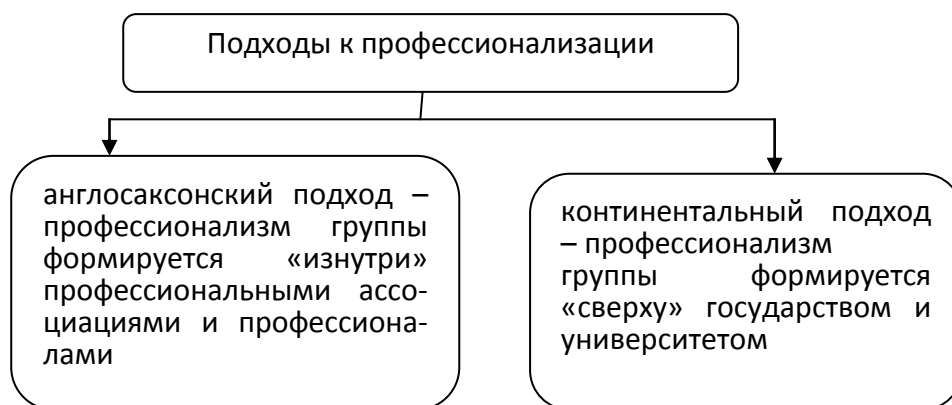 Подходы к профессионализации
англосаксонский подход –
профессионализм группы
формируется «изнутри»
профессиональными ассо-
циациями и профессиона-
лами
континентальный подход
– профессионализм
группы формируется
«сверху» государством и
университетом